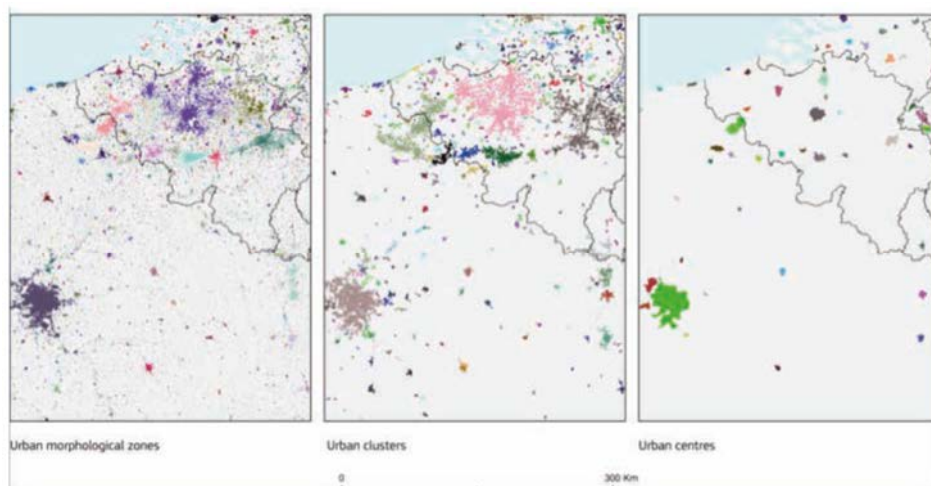 Urban morphological zones
Urban clusters
Urban centres
0
300 Km